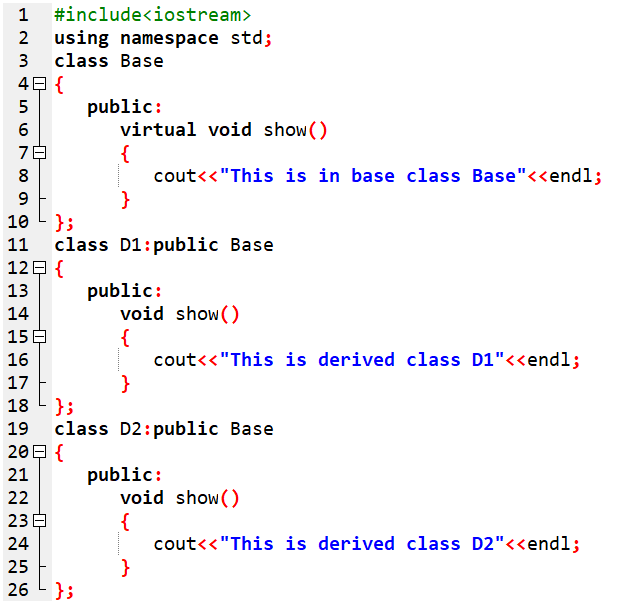 1 #include<iostream>
2 using namespace std;
3 class Base
4 {
5 public:
6 virtual void show()
7 {
8 cout<<"This is in base class Base"<<endl;
9 }
10 };
11 class D1:public Base
12 {
13 public:
14 void show()
15 {
16 cout<<"This is derived class D1"<<endl;
17 }
18 };
19 class D2:public Base
20 {
21 public:
22 void show()
23 {
24 cout<<"This is derived class D2"<<endl;
25 }
26 };